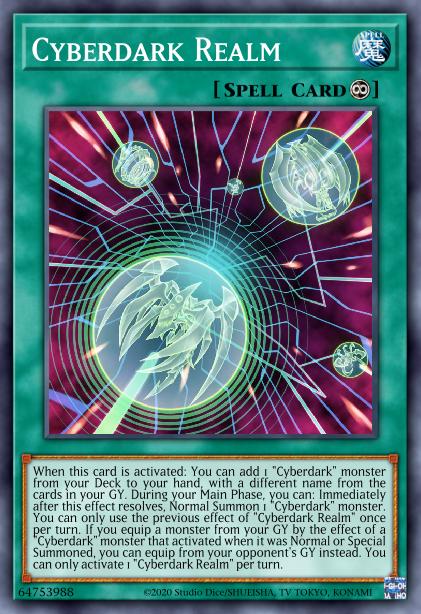 CYBERDARK REALM
SPELL
魔
[SPELL CARD]
When this card is activated: You can add 1 "Cyberdark" monster
from your Deck to your hand, with a different name from the
cards in your GY. During your Main Phase, you can: Immediately
after this effect resolves, Normal Summon 1 "Cyberdark" monster.
You can only use the previous effect of "Cyberdark Realm" once
per turn. If you equip a monster from your GY by the effect of a
"Cyberdark" monster that activated when it was Normal or Special
Summoned, you can equip from your opponent's GY instead. You
can only activate 1 "Cyberdark Realm" per turn.
64753988 ©2020 Studio Dice/SHUEISHA, TV TOKYO, KONAMI